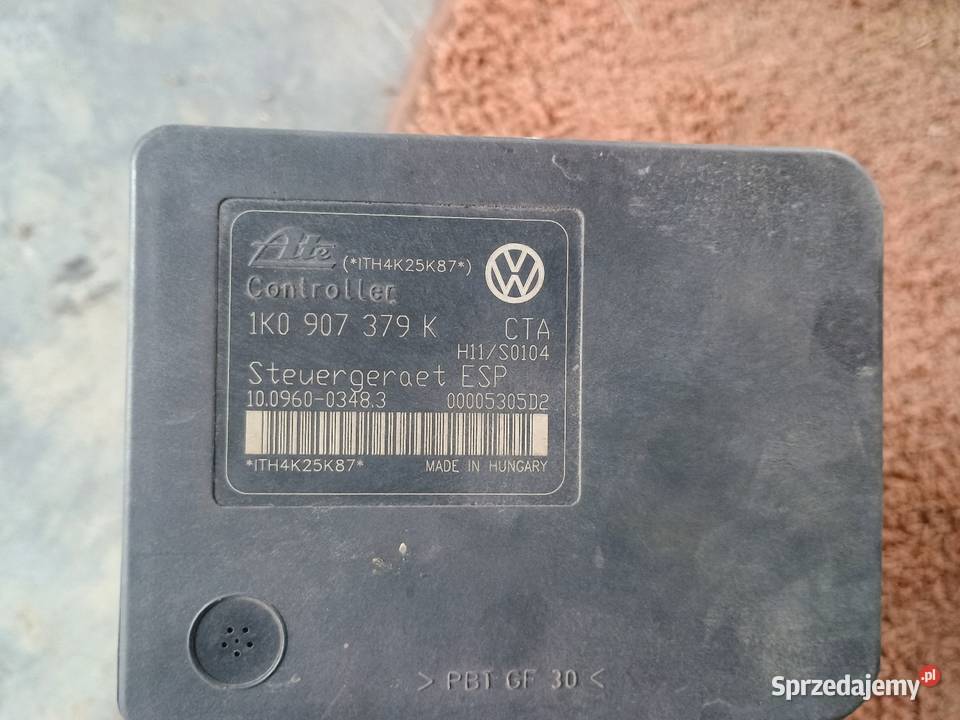 Ate (*ITH4K25K87*)
Controller
1K0 907 379 K CTA
H11/S0104
Steuergeraet ESP
10.0960-0348.3 00005305D2
*ITH4K25K87* MADE IN HUNGARY
> PBT GF 30 <
Sprzedajemy.pl